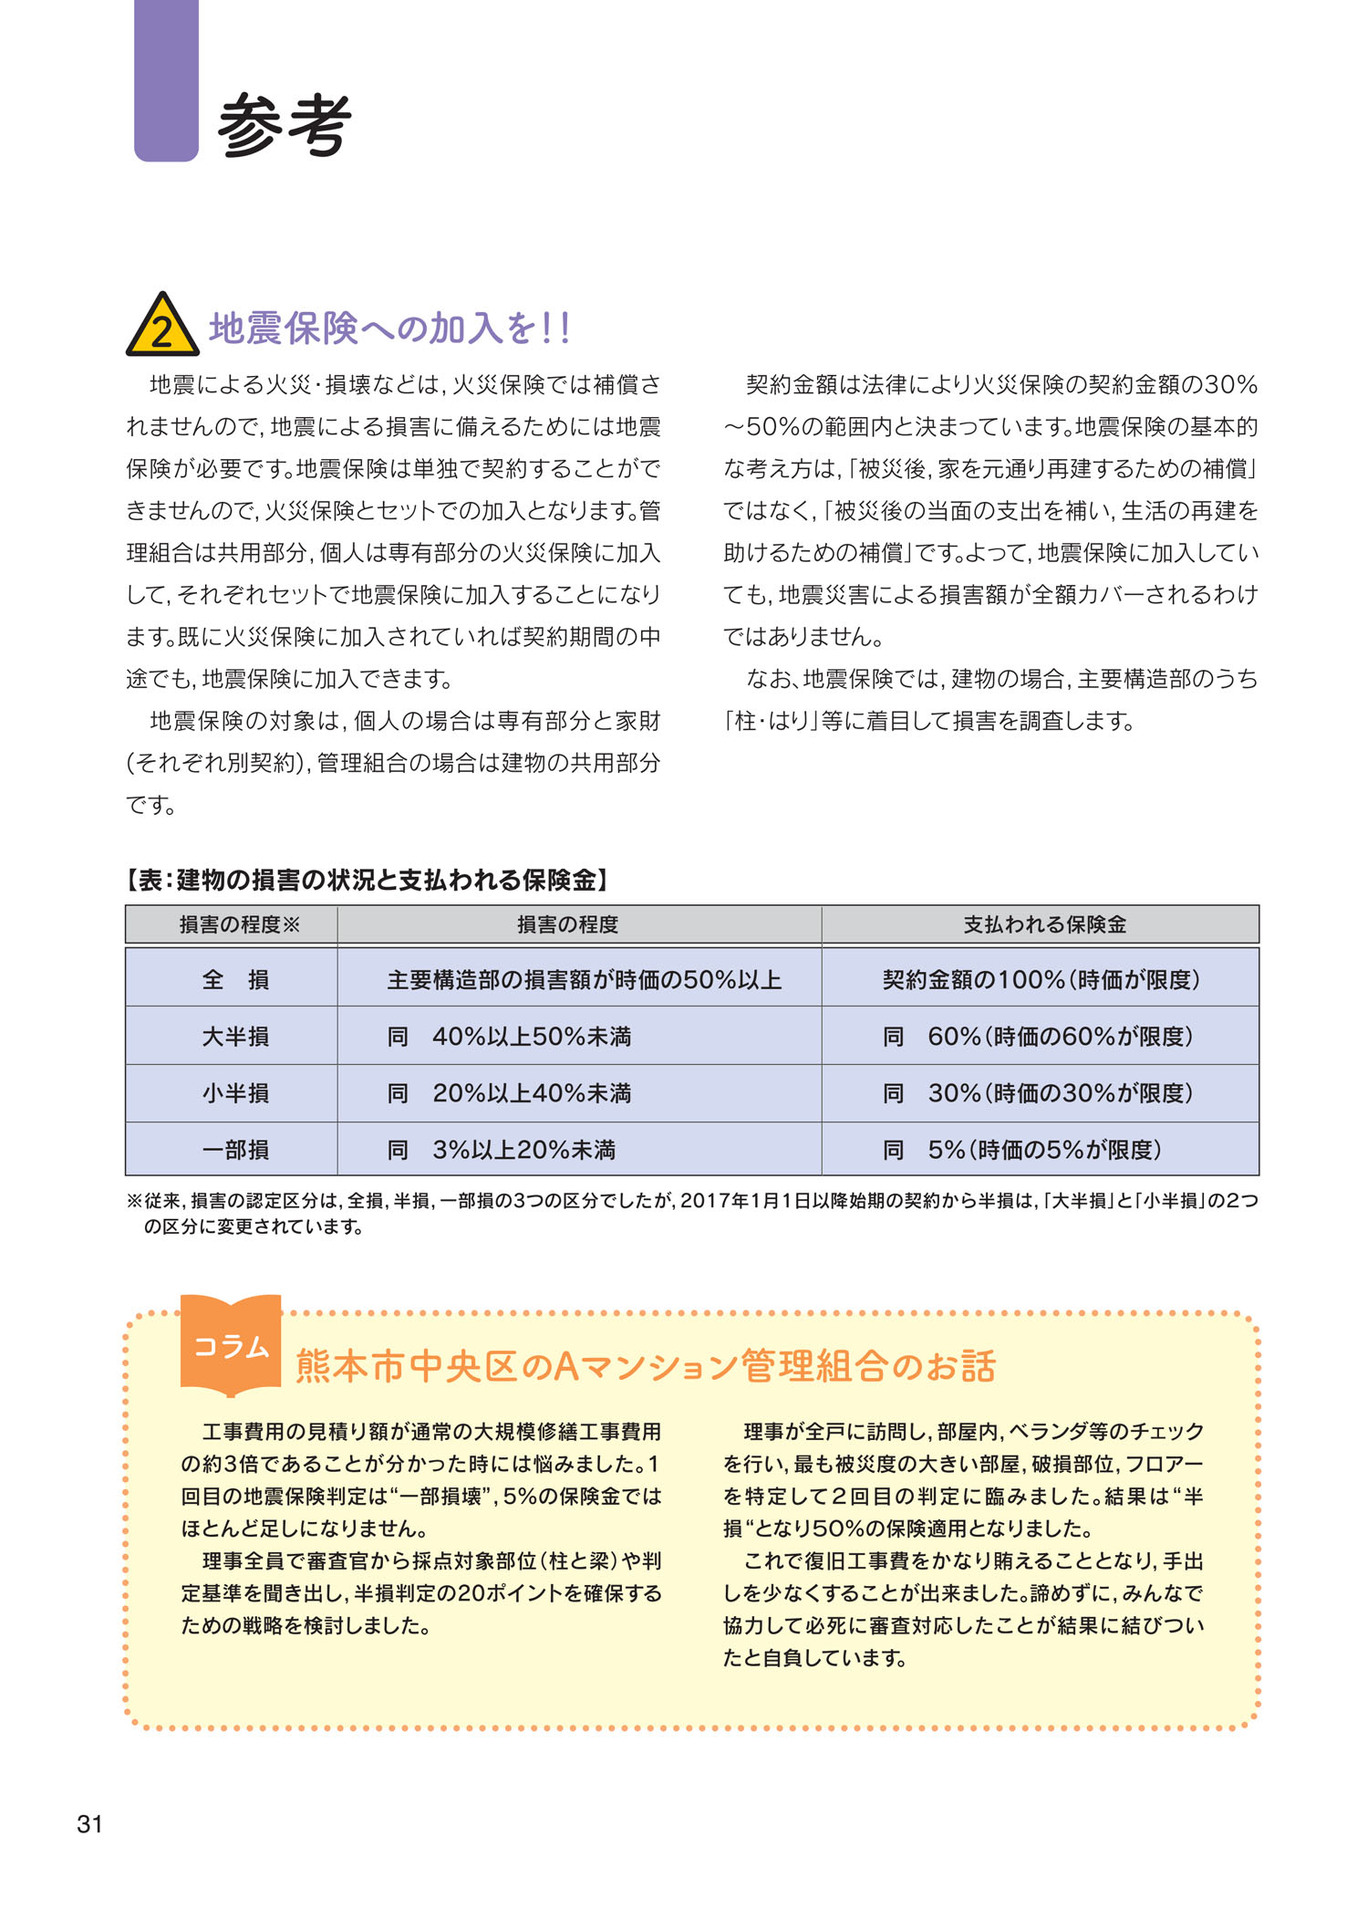 参考
2 地震保険への加入を!!
地震による火災・損壊などは,火災保険では補償さ
れませんので,地震による損害に備えるためには地震
保険が必要です。地震保険は単独で契約することがで
きませんので,火災保険とセットでの加入となります。管
理組合は共用部分,個人は専有部分の火災保険に加入
して,それぞれセットで地震保険に加入することになり
ます。既に火災保険に加入されていれば契約期間の中
途でも,地震保険に加入できます。
地震保険の対象は,個人の場合は専有部分と家財
(それぞれ別契約),管理組合の場合は建物の共用部分
です。
契約金額は法律により火災保険の契約金額の30%
~50%の範囲内と決まっています。地震保険の基本的
な考え方は,「被災後,家を元通り再建するための補償」
ではなく,「被災後の当面の支出を補い,生活の再建を
助けるための補償」です。よって,地震保険に加入してい
ても,地震災害による損害額が全額カバーされるわけ
ではありません。
なお、地震保険では,建物の場合,主要構造部のうち
「柱・はり」等に着目して損害を調査します。
【表:建物の損害の状況と支払われる保険金】
損害の程度※ 損害の程度 支払われる保険金
全 損 主要構造部の損害額が時価の50%以上 契約金額の100%(時価が限度)
大半損 同 40%以上50%未満 同 60%(時価の60%が限度)
小半損 同 20%以上40%未満 同 30%(時価の30%が限度)
一部損 同 3%以上20%未満 同 5%(時価の5%が限度)
※従来,損害の認定区分は,全損,半損,一部損の3つの区分でしたが,2017年1月1日以降始期の契約から半損は,「大半損」と「小半損」の2つ
の区分に変更されています。
コラム 熊本市中央区のAマンション管理組合のお話
工事費用の見積り額が通常の大規模修繕工事費用
の約3倍であることが分かった時には悩みました。1
回目の地震保険判定は“一部損壊”,5%の保険金では
ほとんど足しになりません。
理事全員で審査官から採点対象部位(柱と梁)や判
定基準を聞き出し,半損判定の20ポイントを確保する
ための戦略を検討しました。
理事が全戸に訪問し,部屋内,ベランダ等のチェック
を行い,最も被災度の大きい部屋,破損部位,フロアー
を特定して2回目の判定に臨みました。結果は“半
損“となり50%の保険適用となりました。
これで復旧工事費をかなり賄えることとなり,手出
しを少なくすることが出来ました。諦めずに,みんなで
協力して必死に審査対応したことが結果に結びつい
たと自負しています。
31